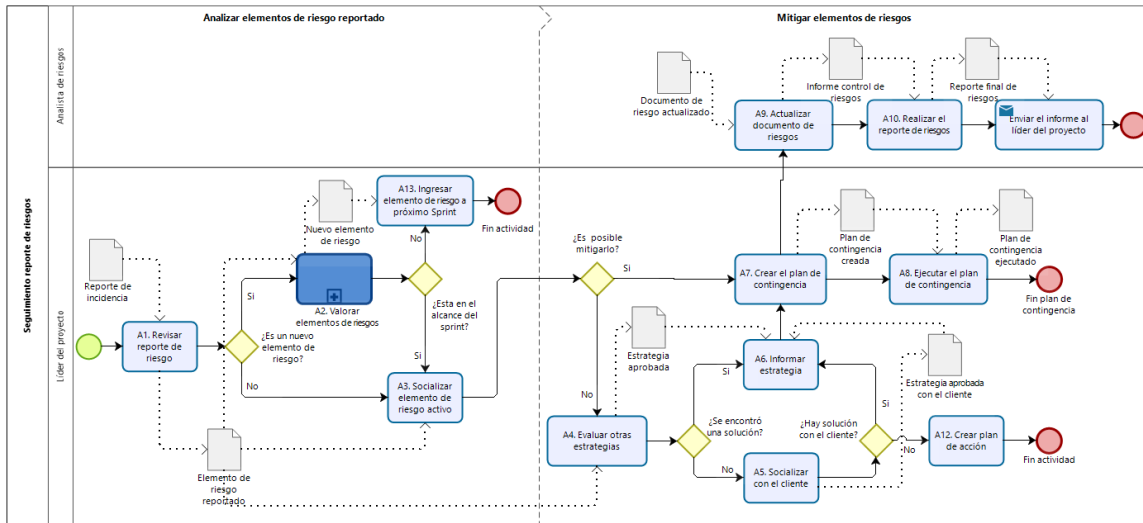 Analizar elementos de riesgo reportado
Mitigar elementos de riesgos
Seguimiento reporte de riesgos
Analista de riesgos
Documento de
riesgo actualizado
Informe control de
riesgos
Reporte final de
riesgos
A9. Actualizar
documento de
riesgos
A10. Realizar el
reporte de riesgos
Enviar el informe al
líder del proyecto
Líder del proyecto
Reporte de
incidencia
A1. Revisar
reporte de
riesgo
¿Es un nuevo
elemento de
riesgo?
Si
No
Elemento de
riesgo
reportado
Nuevo elemento
de riesgo
A2. Valorar
elementos de riesgos
A13. Ingresar
elemento de riesgo a
próximo Sprint
Fin actividad
No
¿Esta en el
alcance del
sprint?
Si
A3. Socializar
elemento de
riesgo activo
¿Es posible
mitigarlo?
Si
No
A7. Crear el plan de
contingencia
Plan de
contingencia
creada
A8. Ejecutar el plan
de contingencia
Plan de
contingencia
ejecutado
Fin plan de
contingencia
Estrategia
aprobada
A6. Informar
estrategia
Estrategia aprobada
con el cliente
A4. Evaluar otras
estrategias
¿Se encontró
una solución?
Si
No
A5. Socializar
con el cliente
¿Hay solución
con el cliente?
Si
No
A12. Crear plan
de acción
Fin actividad